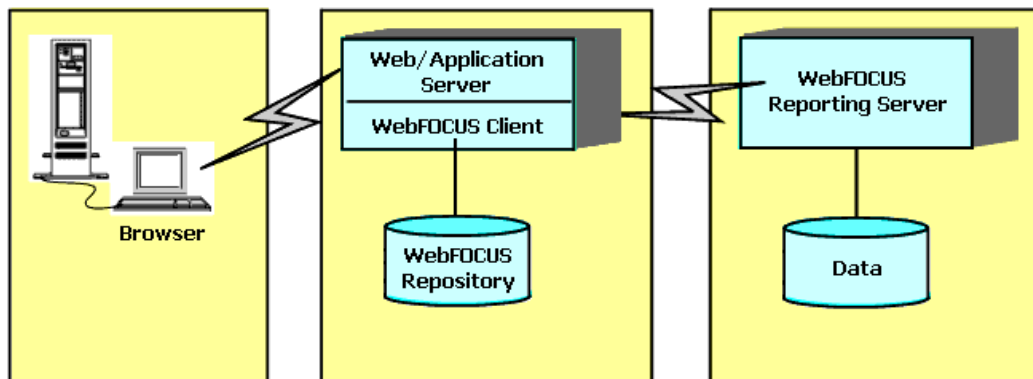 Browser
Web/Application
Server
WebFOCUS Client
WebFOCUS
Repository
WebFOCUS
Reporting Server
Data